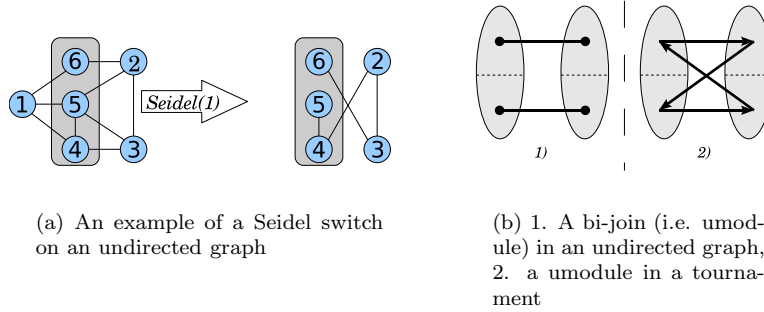 6
2
1
5
Seidel(1)
4
3
6
2
5
4
3
1)
2)
(a) An example of a Seidel switch
on an undirected graph
(b) 1. A bi-join (i.e. umod-
ule) in an undirected graph,
2. a umodule in a tourna-
ment